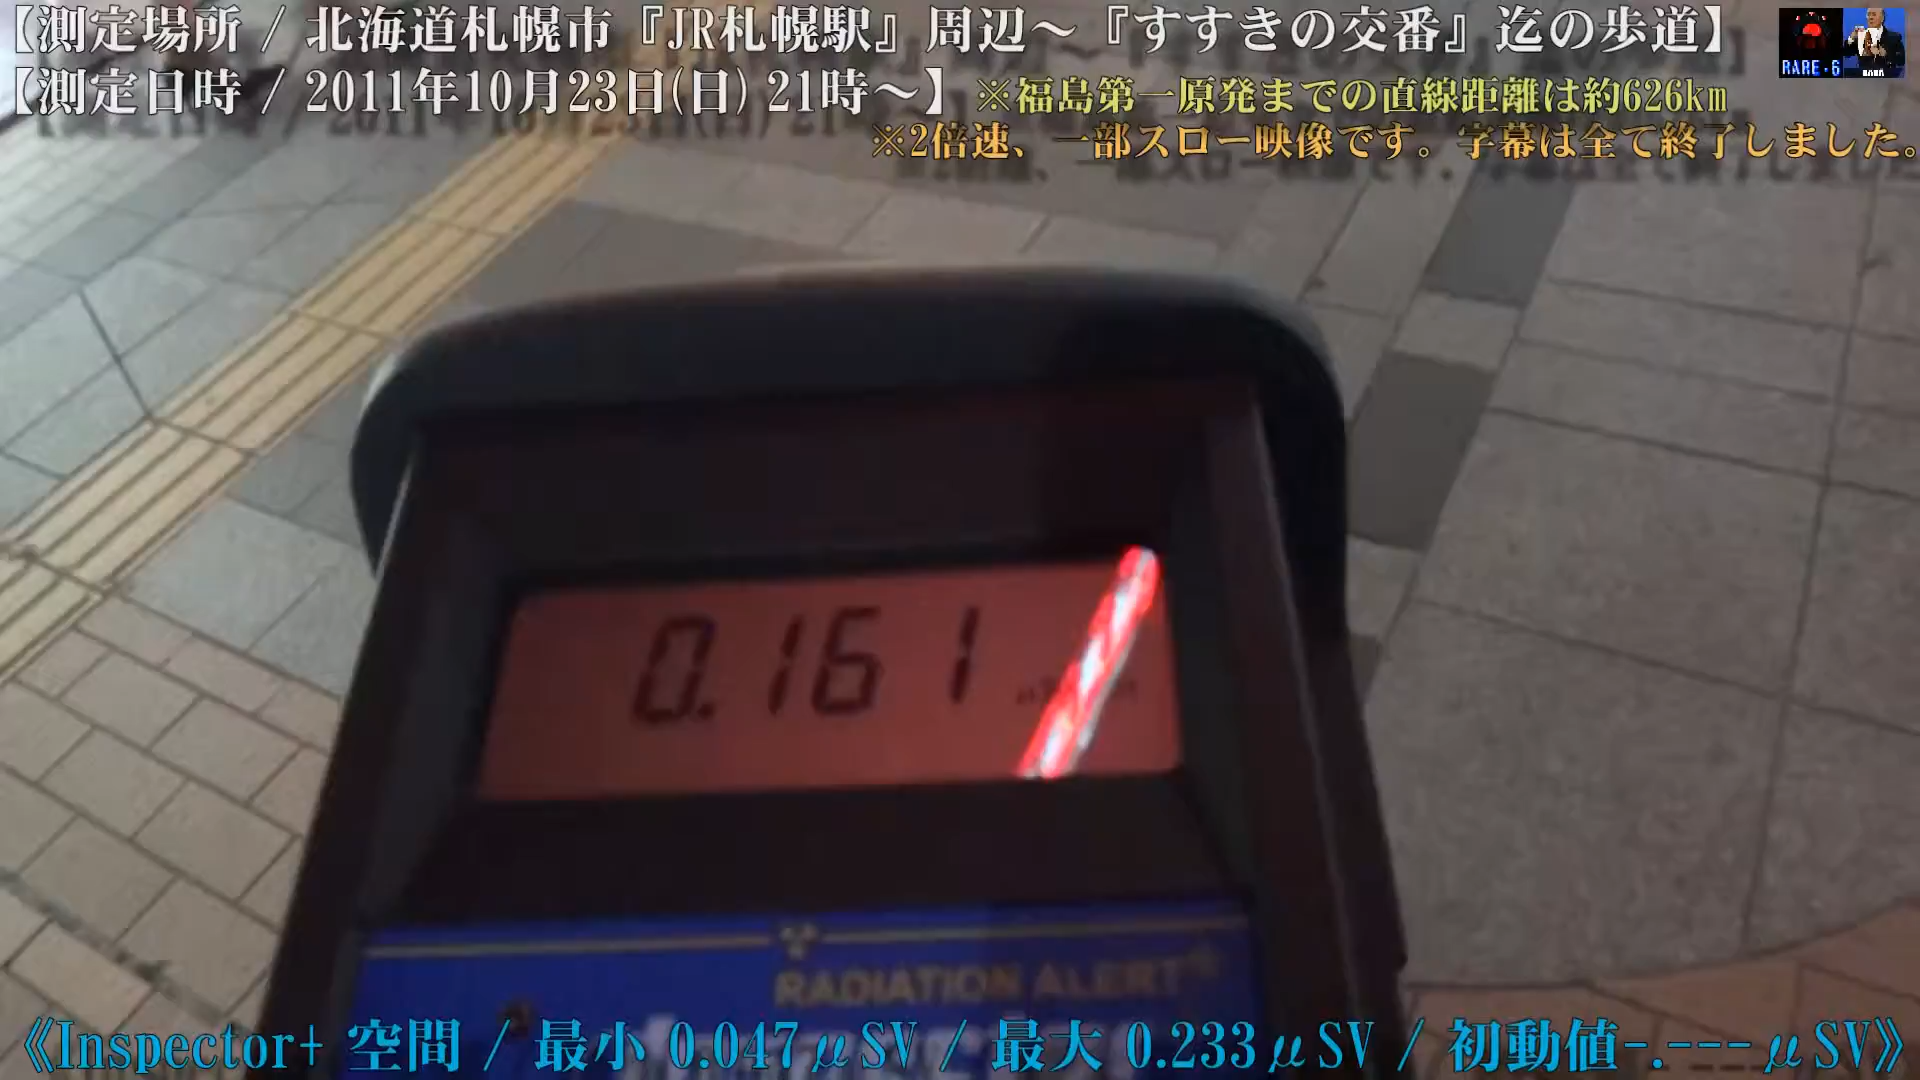 【測定場所 / 北海道札幌市『JR札幌駅』周辺～『すすきの交番』迄の歩道】
RARE・6
【測定日時 / 2011年10月23日(日) 21時～】※福島第一原発までの直線距離は約626km
※2倍速、一部スロー映像です。字幕は全て終了しました。
0.161
RADIATION ALERT
《Inspector+ 空間 / 最小 0.047μSV / 最大 0.233μSV / 初動値-.---μSV》